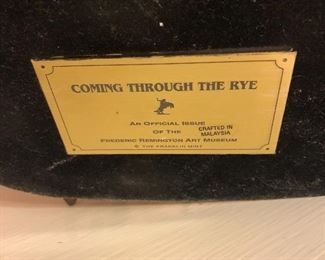 COMING THROUGH THE RYE
AN OFFICIAL ISSUE
OF THE
CRAFTED IN
MALAYSIA
FREDERIC REMINGTON ART MUSEUM
© THE FRANKLIN MINT